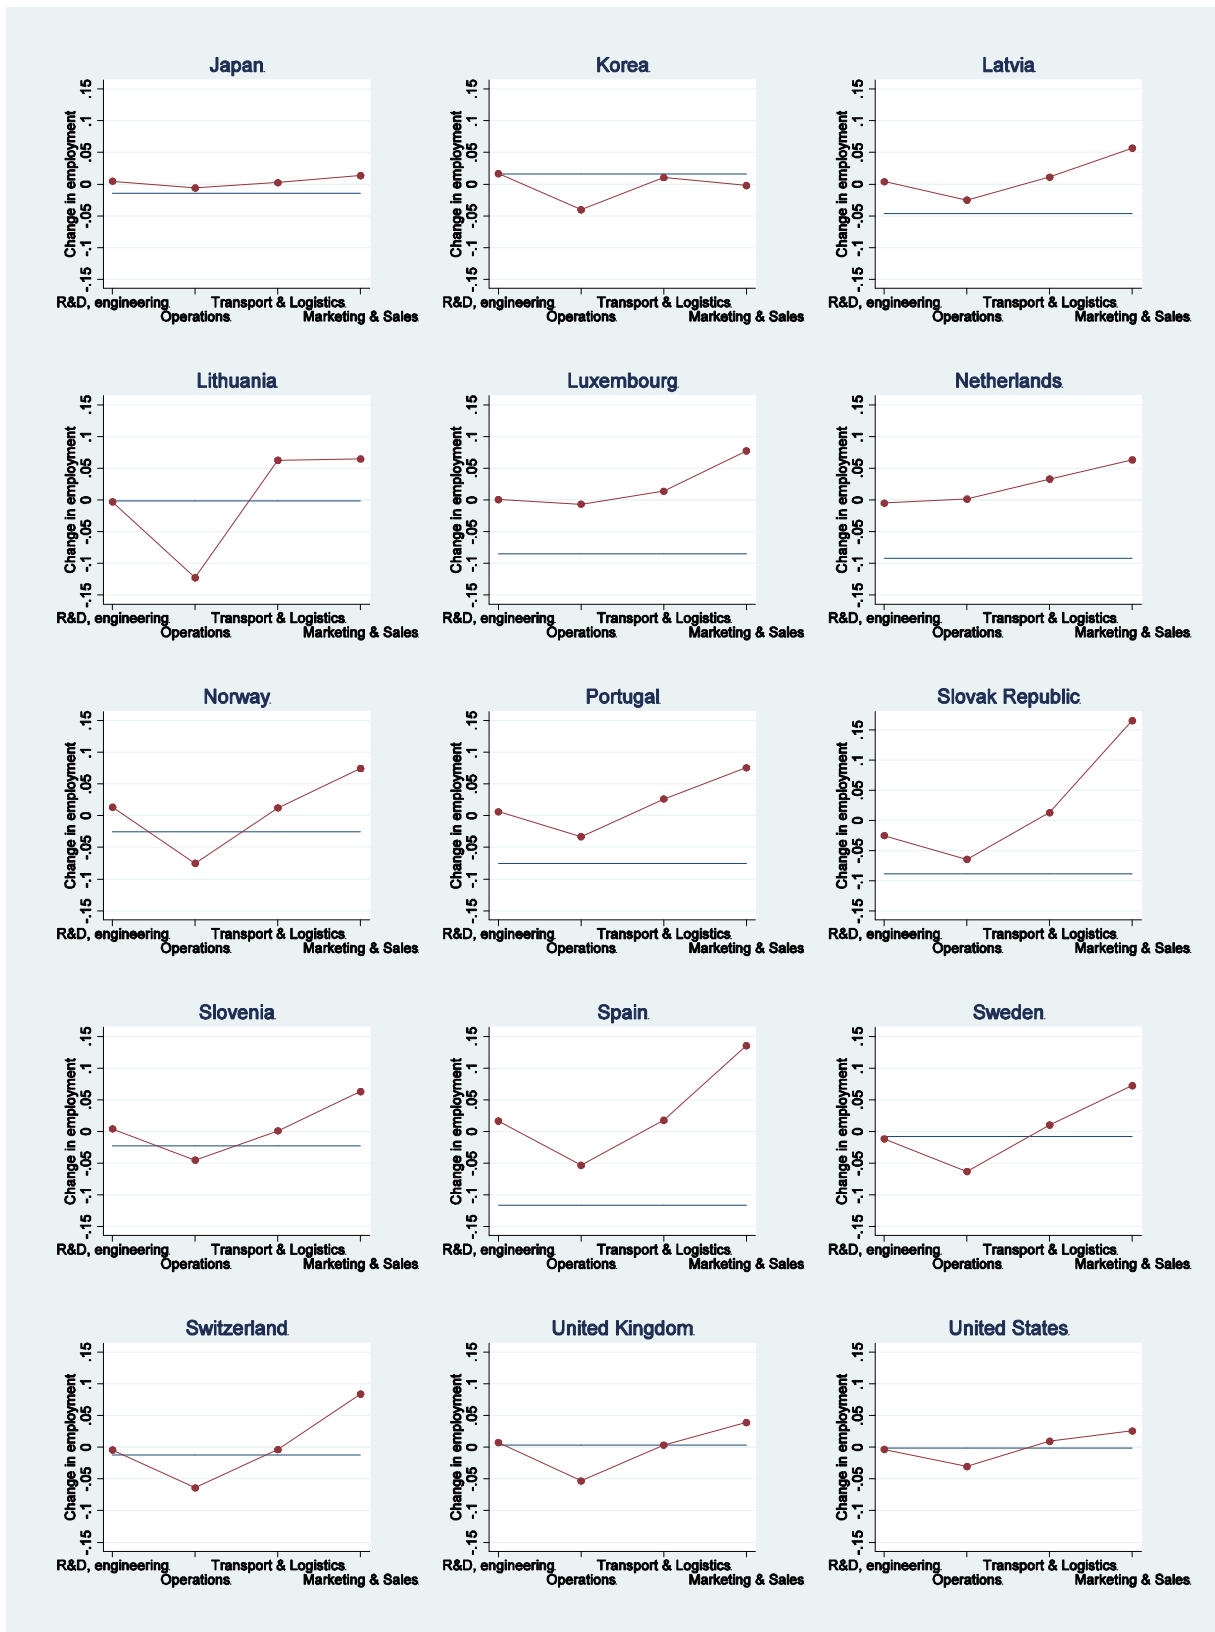 Japan
Change in employment
.15
.1
.05
0
-.05
-.1
-.15
R&D, engineering
Transport & Logistics
Operations
Marketing & Sales
Korea
Change in employment
.15
.1
.05
0
-.05
-.1
-.15
R&D, engineering
Transport & Logistics
Operations
Marketing & Sales
Latvia
Change in employment
.15
.1
.05
0
-.05
-.1
-.15
R&D, engineering
Transport & Logistics
Operations
Marketing & Sales
Lithuania
Change in employment
.15
.1
.05
0
-.05
-.1
-.15
R&D, engineering
Transport & Logistics
Operations
Marketing & Sales
Luxembourg
Change in employment
.15
.1
.05
0
-.05
-.1
-.15
R&D, engineering
Transport & Logistics
Operations
Marketing & Sales
Netherlands
Change in employment
.15
.1
.05
0
-.05
-.1
-.15
R&D, engineering
Transport & Logistics
Operations
Marketing & Sales
Norway
Change in employment
.15
.1
.05
0
-.05
-.1
-.15
R&D, engineering
Transport & Logistics
Operations
Marketing & Sales
Portugal
Change in employment
.15
.1
.05
0
-.05
-.1
-.15
R&D, engineering
Transport & Logistics
Operations
Marketing & Sales
Slovak Republic
Change in employment
.15
.1
.05
0
-.05
-.1
-.15
R&D, engineering
Transport & Logistics
Operations
Marketing & Sales
Slovenia
Change in employment
.15
.1
.05
0
-.05
-.1
-.15
R&D, engineering
Transport & Logistics
Operations
Marketing & Sales
Spain
Change in employment
.15
.1
.05
0
-.05
-.1
-.15
R&D, engineering
Transport & Logistics
Operations
Marketing & Sales
Sweden
Change in employment
.15
.1
.05
0
-.05
-.1
-.15
R&D, engineering
Transport & Logistics
Operations
Marketing & Sales
Switzerland
Change in employment
.15
.1
.05
0
-.05
-.1
-.15
R&D, engineering
Transport & Logistics
Operations
Marketing & Sales
United Kingdom
Change in employment
.15
.1
.05
0
-.05
-.1
-.15
R&D, engineering
Transport & Logistics
Operations
Marketing & Sales
United States
Change in employment
.15
.1
.05
0
-.05
-.1
-.15
R&D, engineering
Transport & Logistics
Operations
Marketing & Sales